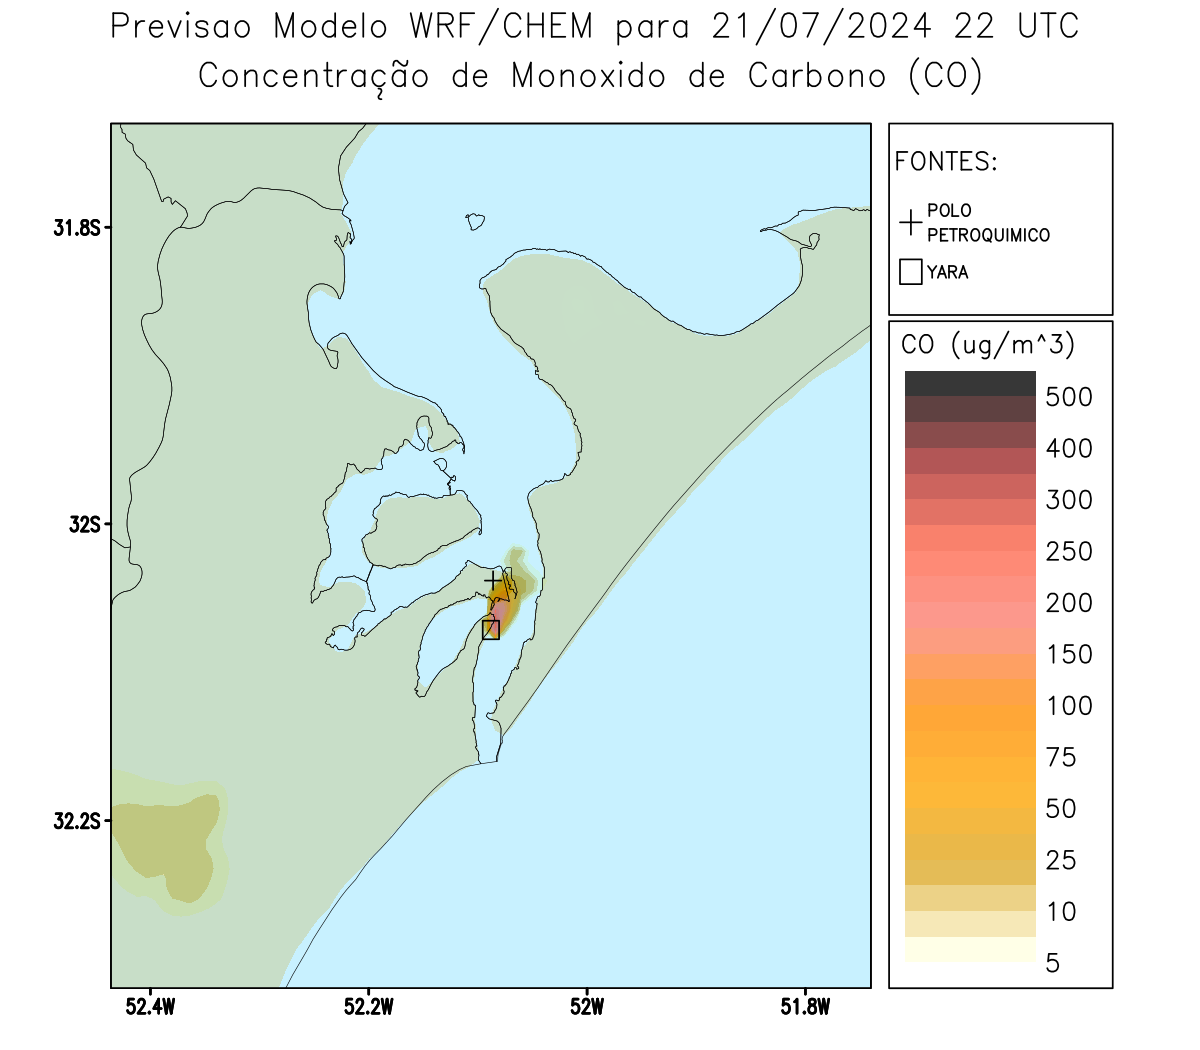 Previsao Modelo WRF/CHEM para 21/07/2024 22 UTC
Concentração de Monoxido de Carbono (CO)
FONTES:
POLO
PETROQUIMICO
YARA
CO (ug/m^3)
500
400
300
250
200
150
100
75
50
25
10
5
31.8S
32S
32.2S
52.4W
52.2W
52W
51.8W